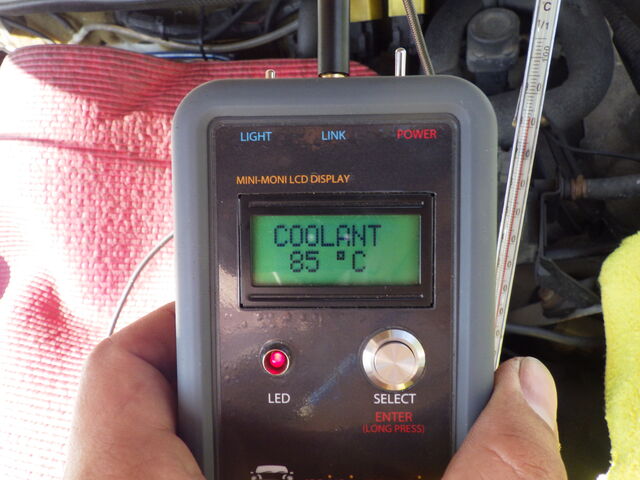 LIGHT LINK POWER
MINI-MONI LCD DISPLAY
COOLANT
85 °C
LED
SELECT
ENTER
(LONG PRESS)
C